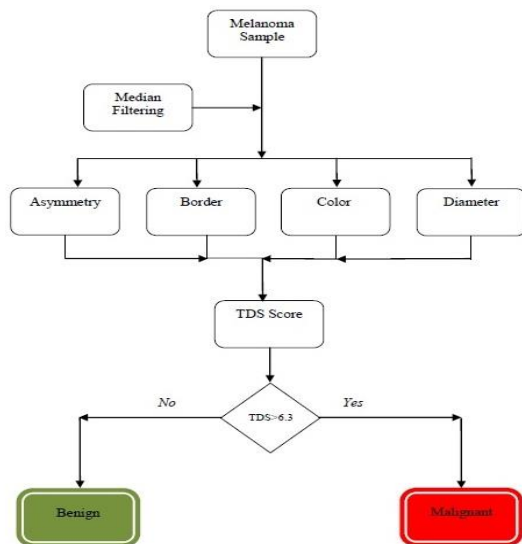 Melanoma
Sample
Median
Filtering
Asymmetry
Border
Color
Diameter
TDS Score
No
TDS>6.3
Yes
Benign
Malignant